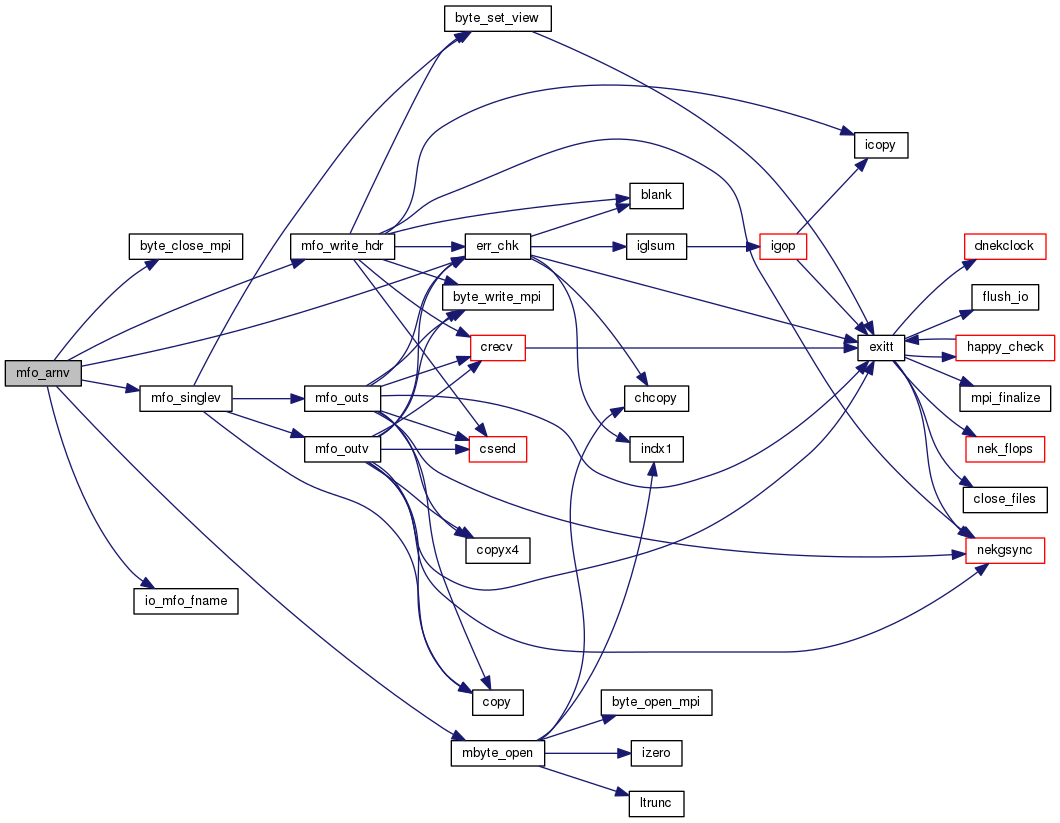 byte_set_view
icopy
blank
byte_close_mpi
mfo_write_hdr
err_chk
iglsum
igop
dnekclock
byte_write_mpi
flush_io
crecv
exitt
happy_check
mfo_arnv
mfo_singlev
mfo_outs
chcopy
mpi_finalize
mfo_outv
csend
indx1
nek_flops
close_files
copyx4
nekgsync
io_mfo_fname
copy
byte_open_mpi
mbyte_open
izero
ltrunc